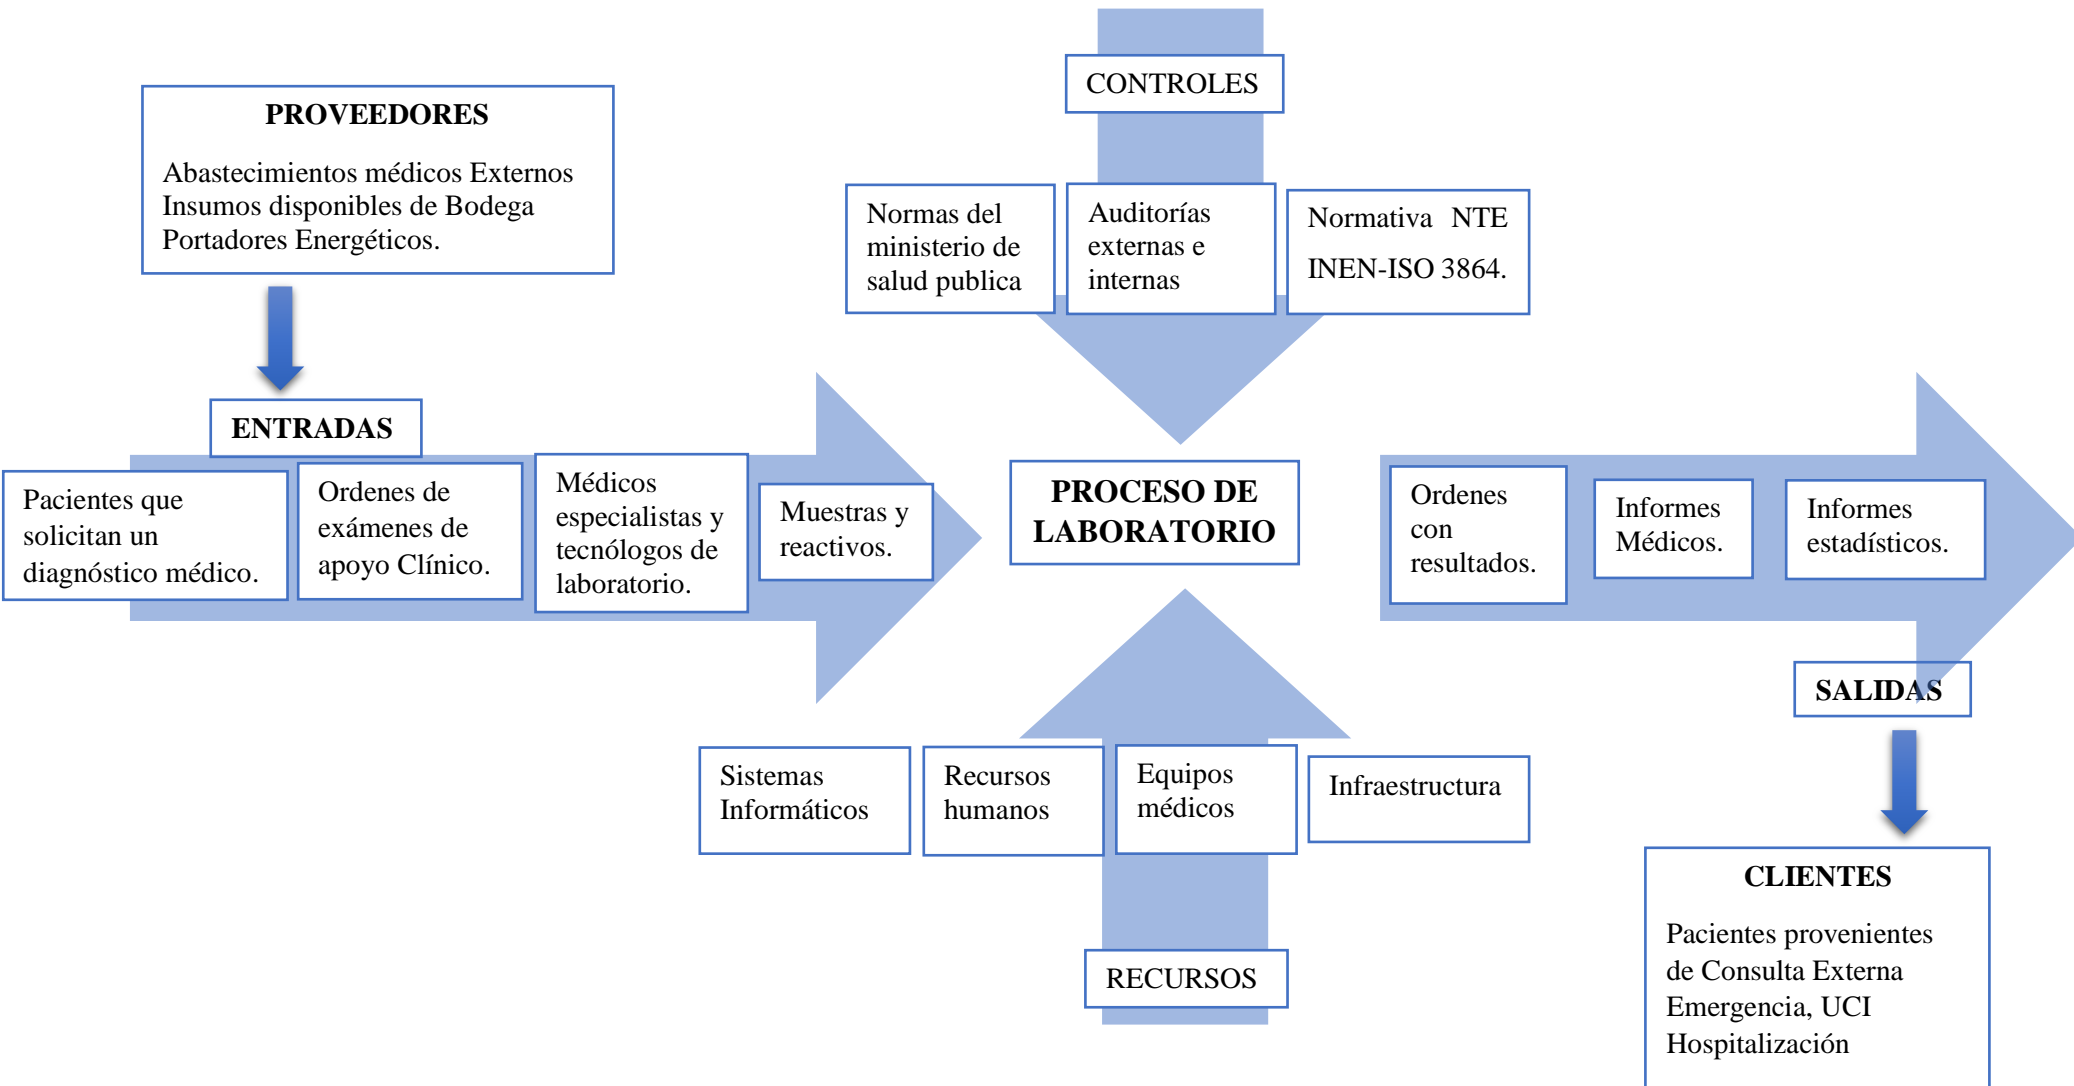 CONTROLES
PROVEEDORES
Abastecimientos médicos Externos
Insumos disponibles de Bodega
Portadores Energéticos.
Normas del
ministerio de
salud publica
Auditorías
externas e
internas
Normativa NTE
INEN-ISO 3864.
ENTRADAS
Pacientes que
solicitan un
diagnóstico médico.
Ordenes de
exámenes de
apoyo Clínico.
Médicos
especialistas y
tecnólogos de
laboratorio.
Muestras y
reactivos.
PROCESO DE
LABORATORIO
Ordenes
con
resultados.
Informes
Médicos.
Informes
estadísticos.
SALIDAS
Sistemas
Informáticos
Recursos
humanos
Equipos
médicos
Infraestructura
RECURSOS
CLIENTES
Pacientes provenientes
de Consulta Externa
Emergencia, UCI
Hospitalización